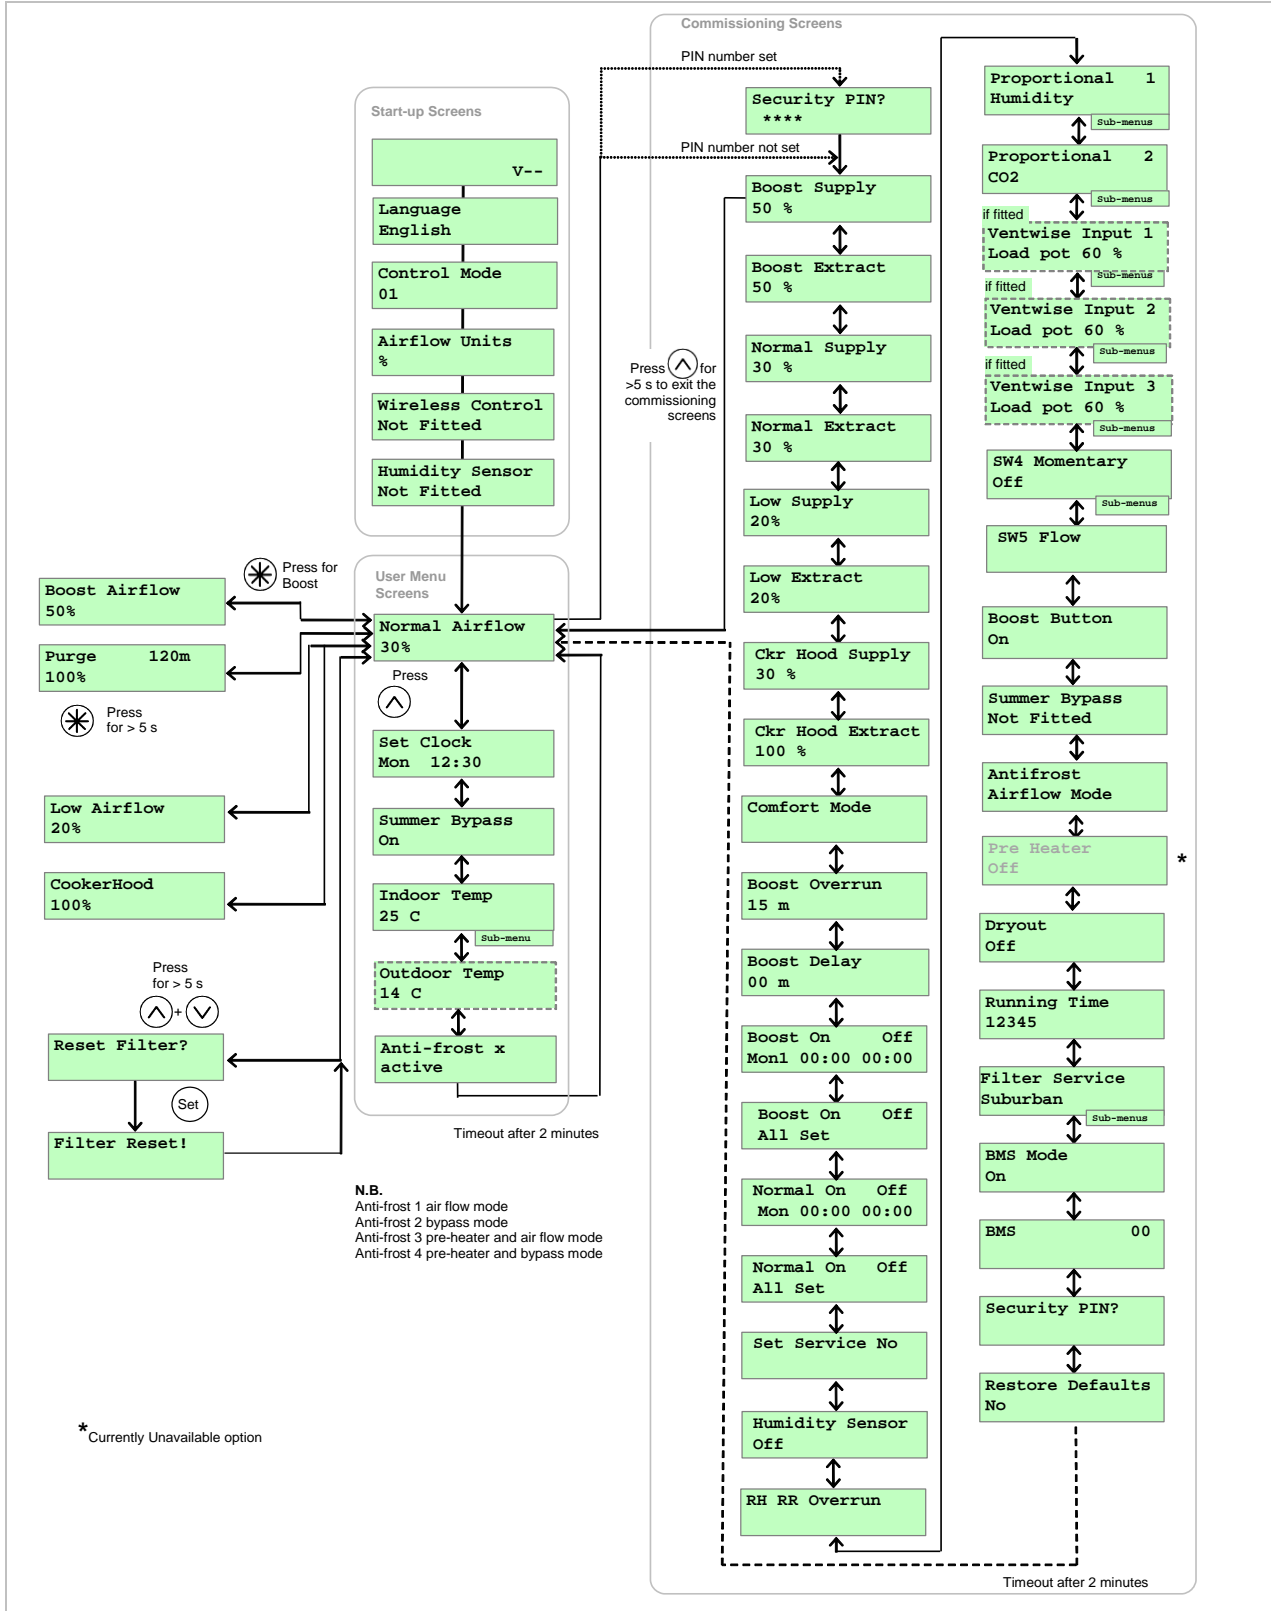 Commissioning Screens
PIN number set
Security PIN?
****
PIN number not set
Start-up Screens
V--
Language
English
Control Mode
01
Airflow Units
%
Wireless Control
Not Fitted
Humidity Sensor
Not Fitted
User Menu
Screens
Normal Airflow
30%
Press
Set Clock
Mon 12:30
Summer Bypass
On
Indoor Temp
25 C
Sub-menu
Outdoor Temp
14 C
Anti-frost x
active
Timeout after 2 minutes
Press for
Boost
Boost Airflow
50%
Purge 120m
100%
Press
for > 5 s
Low Airflow
20%
CookerHood
100%
Press
for > 5 s
+
Reset Filter?
Set
Filter Reset!
N.B.
Anti-frost 1 air flow mode
Anti-frost 2 bypass mode
Anti-frost 3 pre-heater and air flow mode
Anti-frost 4 pre-heater and bypass mode
*Currently Unavailable option
Boost Supply
50 %
Boost Extract
50 %
Normal Supply
30 %
Press for
>5 s to exit the
commissioning
screens
Normal Extract
30 %
Low Supply
20%
Low Extract
20%
Ckr Hood Supply
30 %
Ckr Hood Extract
100 %
Comfort Mode
Boost Overrun
15 m
Boost Delay
00 m
Boost On Off
Mon1 00:00 00:00
Boost On Off
All Set
Normal On Off
Mon 00:00 00:00
Normal On Off
All Set
Set Service No
Humidity Sensor
Off
RH RR Overrun
Proportional 1
Humidity
Sub-menus
Proportional 2
CO2
Sub-menus
if fitted
Ventwise Input 1
Load pot 60 %
Sub-menus
if fitted
Ventwise Input 2
Load pot 60 %
Sub-menus
if fitted
Ventwise Input 3
Load pot 60 %
Sub-menus
SW4 Momentary
Off
Sub-menus
SW5 Flow
Boost Button
On
Summer Bypass
Not Fitted
Antifrost
Airflow Mode
Pre Heater
Off
*
Dryout
Off
Running Time
12345
Filter Service
Suburban
Sub-menus
BMS Mode
On
BMS 00
Security PIN?
Restore Defaults
No
Timeout after 2 minutes